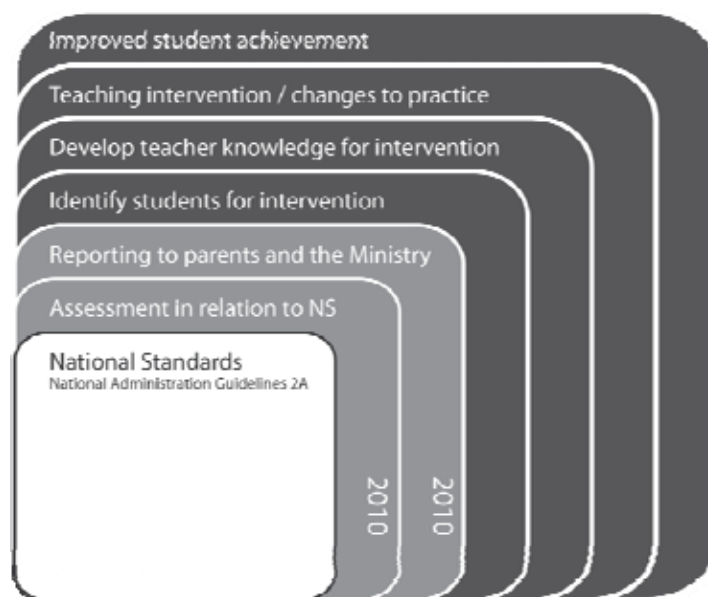 Improved student achievement
Teaching intervention / changes to practice
Develop teacher knowledge for intervention
Identify students for intervention
Reporting to parents and the Ministry
Assessment in relation to NS
National Standards
National Administration Guidelines 2A
2010
2010